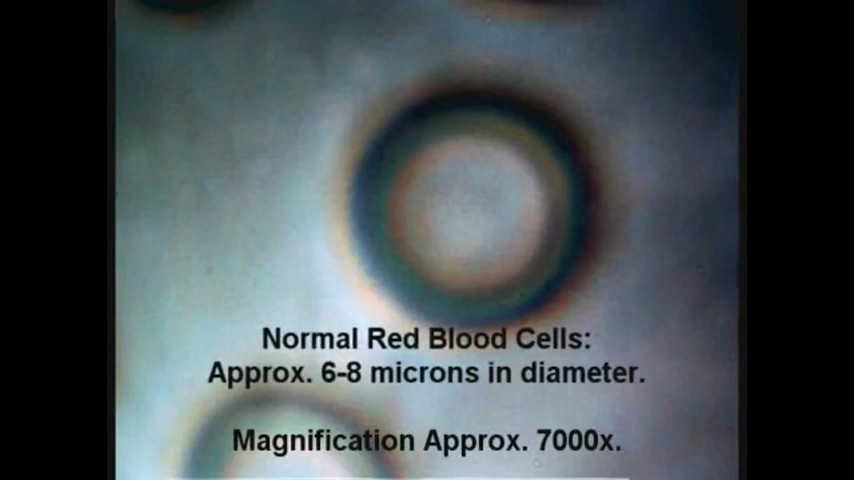 Normal Red Blood Cells:
Approx. 6-8 microns in diameter.
Magnification Approx. 7000x.